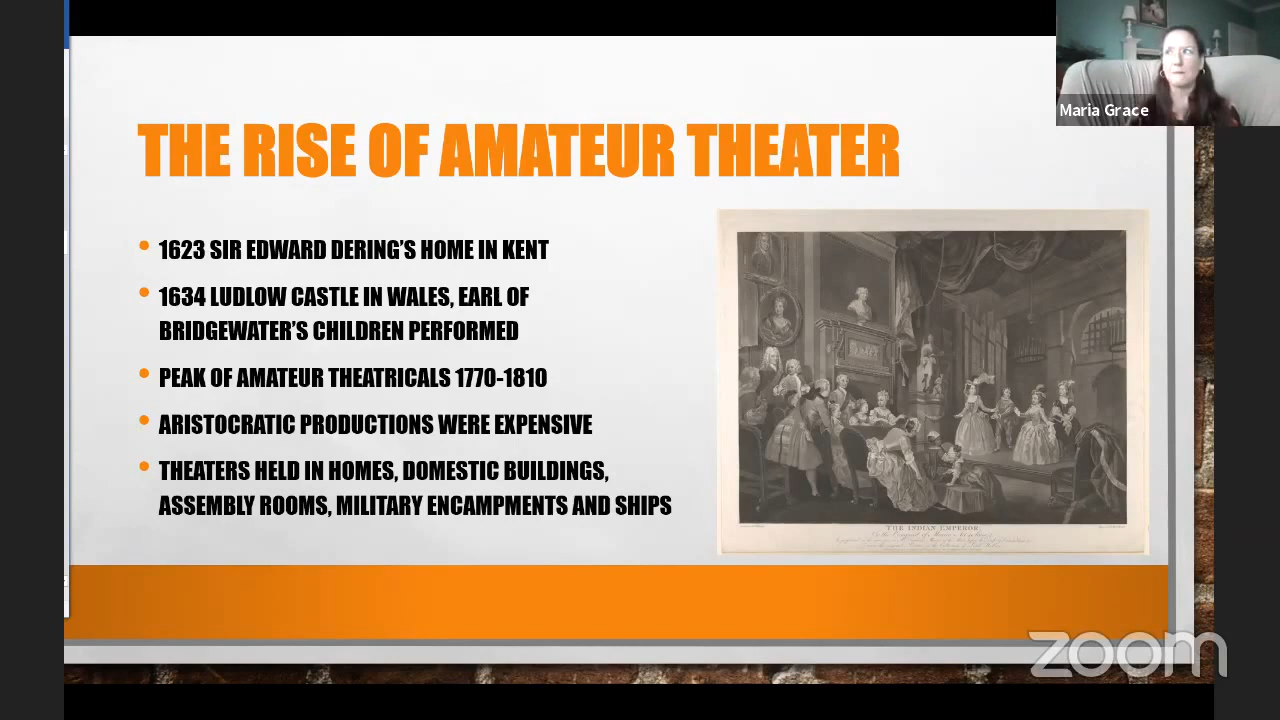 Maria Grace
THE RISE OF AMATEUR THEATER
• 1623 SIR EDWARD DERING’S HOME IN KENT
• 1634 LUDLOW CASTLE IN WALES, EARL OF
BRIDGEWATER’S CHILDREN PERFORMED
• PEAK OF AMATEUR THEATRICALS 1770-1810
• ARISTOCRATIC PRODUCTIONS WERE EXPENSIVE
• THEATERS HELD IN HOMES, DOMESTIC BUILDINGS,
ASSEMBLY ROOMS, MILITARY ENCAMPMENTS AND SHIPS
THE INDIAN EMPEROR.
zoom